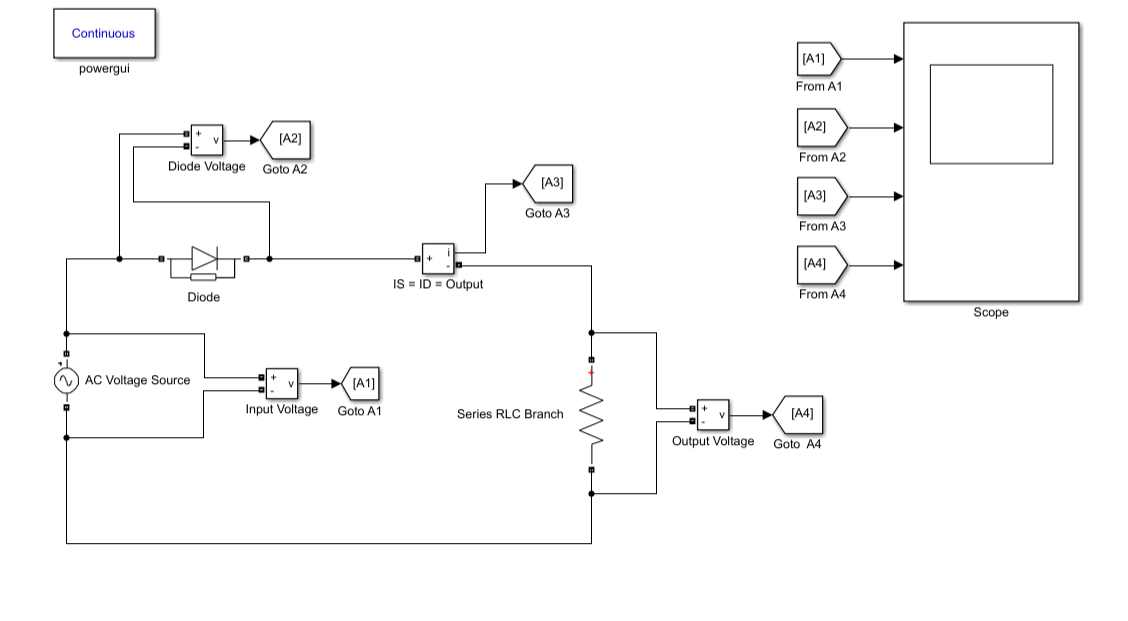 Continuous
powergui
[A1]
From A1
[A2]
From A2
[A3]
From A3
[A4]
From A4
Scope
+
-
v
Diode Voltage
[A2]
Goto A2
[A3]
Goto A3
Diode
+
i
-
IS = ID = Output
+
AC Voltage Source
+
-
v
Input Voltage
[A1]
Goto A1
+
Series RLC Branch
+
-
v
Output Voltage
[A4]
Goto  A4